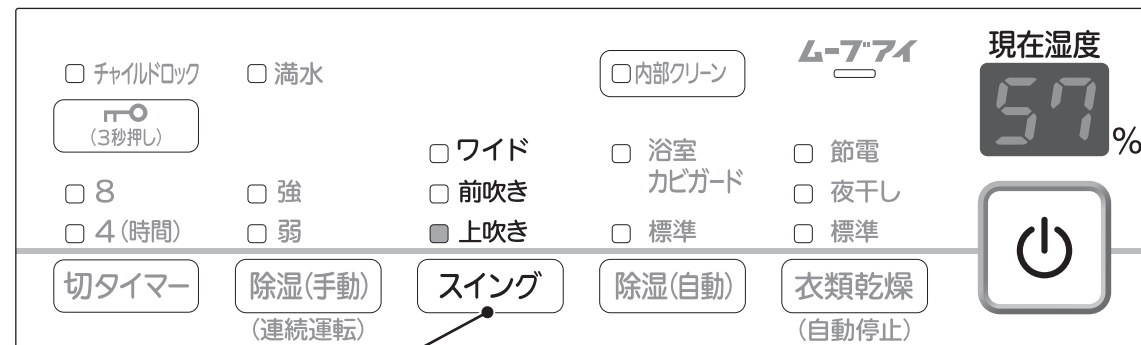 ムーブアイ
現在湿度
チャイルドロック
満水
内部クリーン
57%
(3秒押し)
ワイド
浴室
カビガード
節電
8
強
前吹き
夜干し
4(時間)
弱
上吹き
標準
標準
切タイマー
除湿(手動)
スイング
除湿(自動)
衣類乾燥
(連続運転)
(自動停止)